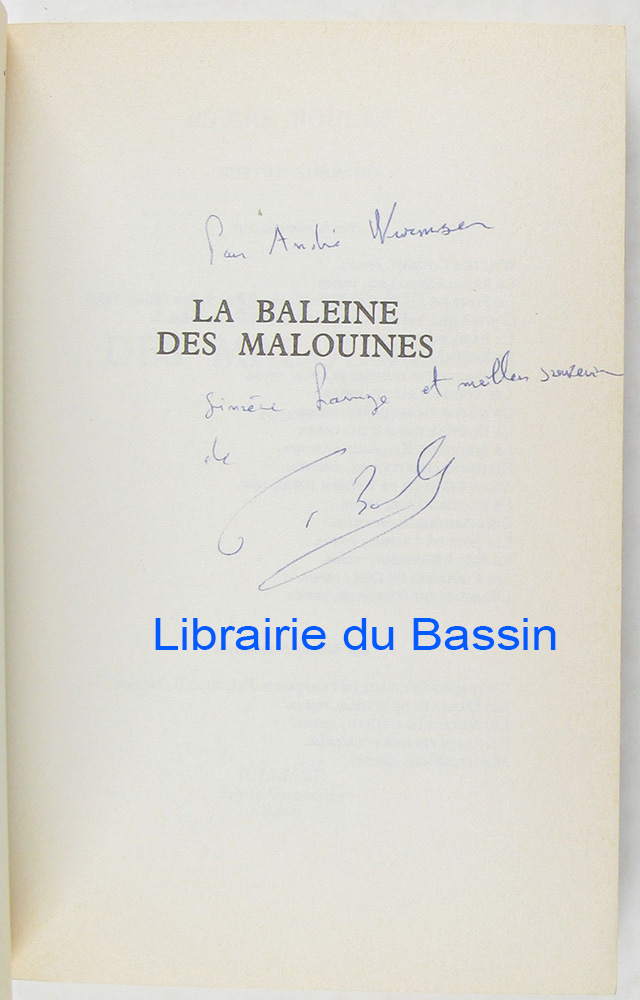 Pour André Wurmser
LA BALEINE
DES MALOUINES
sincère hommage et meilleur souvenir
de
Librairie du Bassin